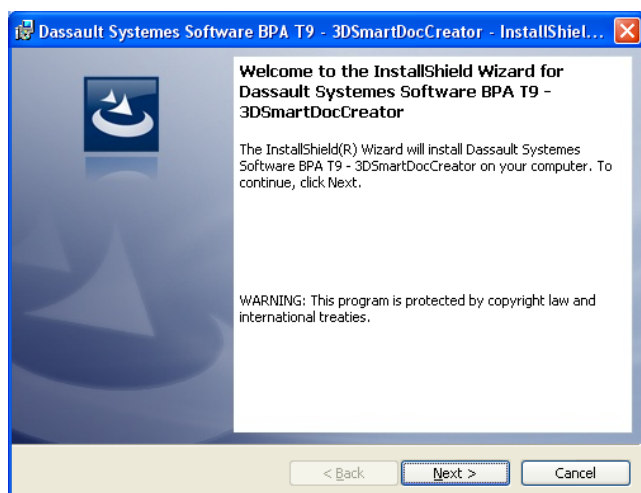 Dassault Systemes Software BPA T9 - 3DSmartDocCreator - InstallShiel...
Welcome to the InstallShield Wizard for
Dassault Systemes Software BPA T9 -
3DSmartDocCreator
The InstallShield(R) Wizard will install Dassault Systemes
Software BPA T9 - 3DSmartDocCreator on your computer. To
continue, click Next.
WARNING: This program is protected by copyright law and
international treaties.
< Back Next > Cancel